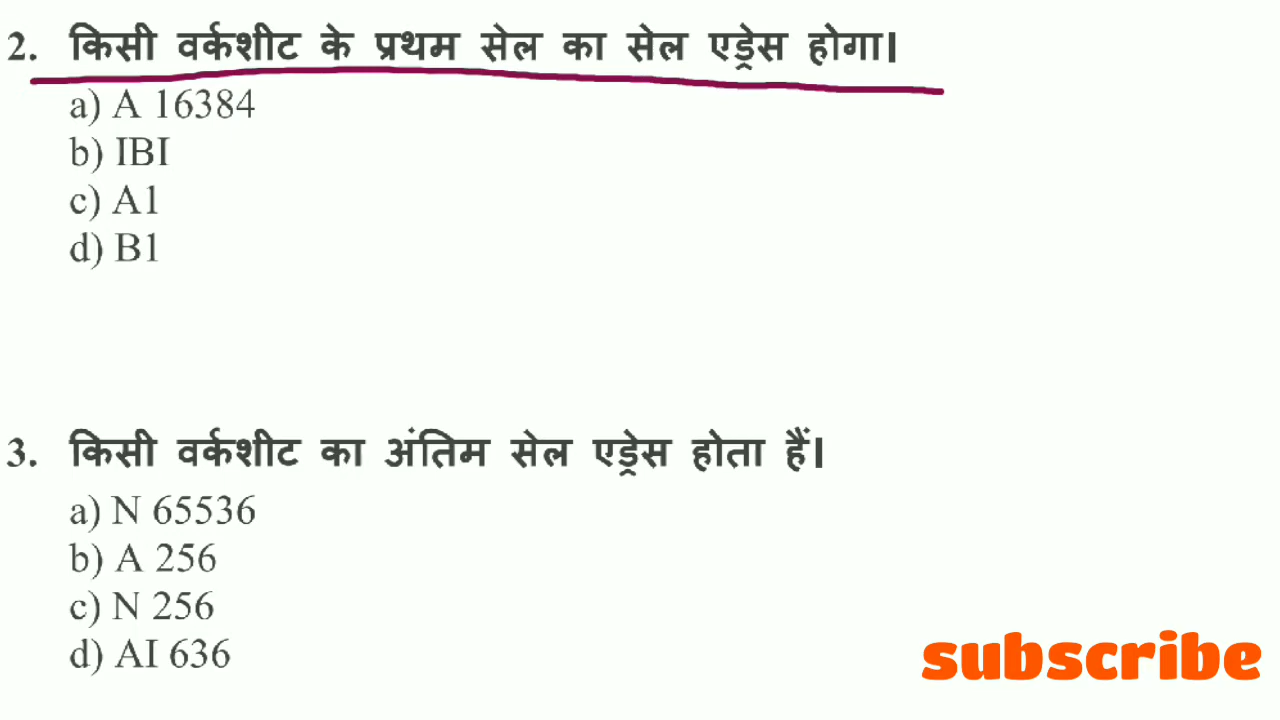 2. किसी वर्कशीट के प्रथम सेल का सेल एड्रेस होगा।
a) A 16384
b) IBI
c) A1
d) B1
3. किसी वर्कशीट का अंतिम सेल एड्रेस होता हैं।
a) N 65536
b) A 256
c) N 256
d) AI 636
subscribe